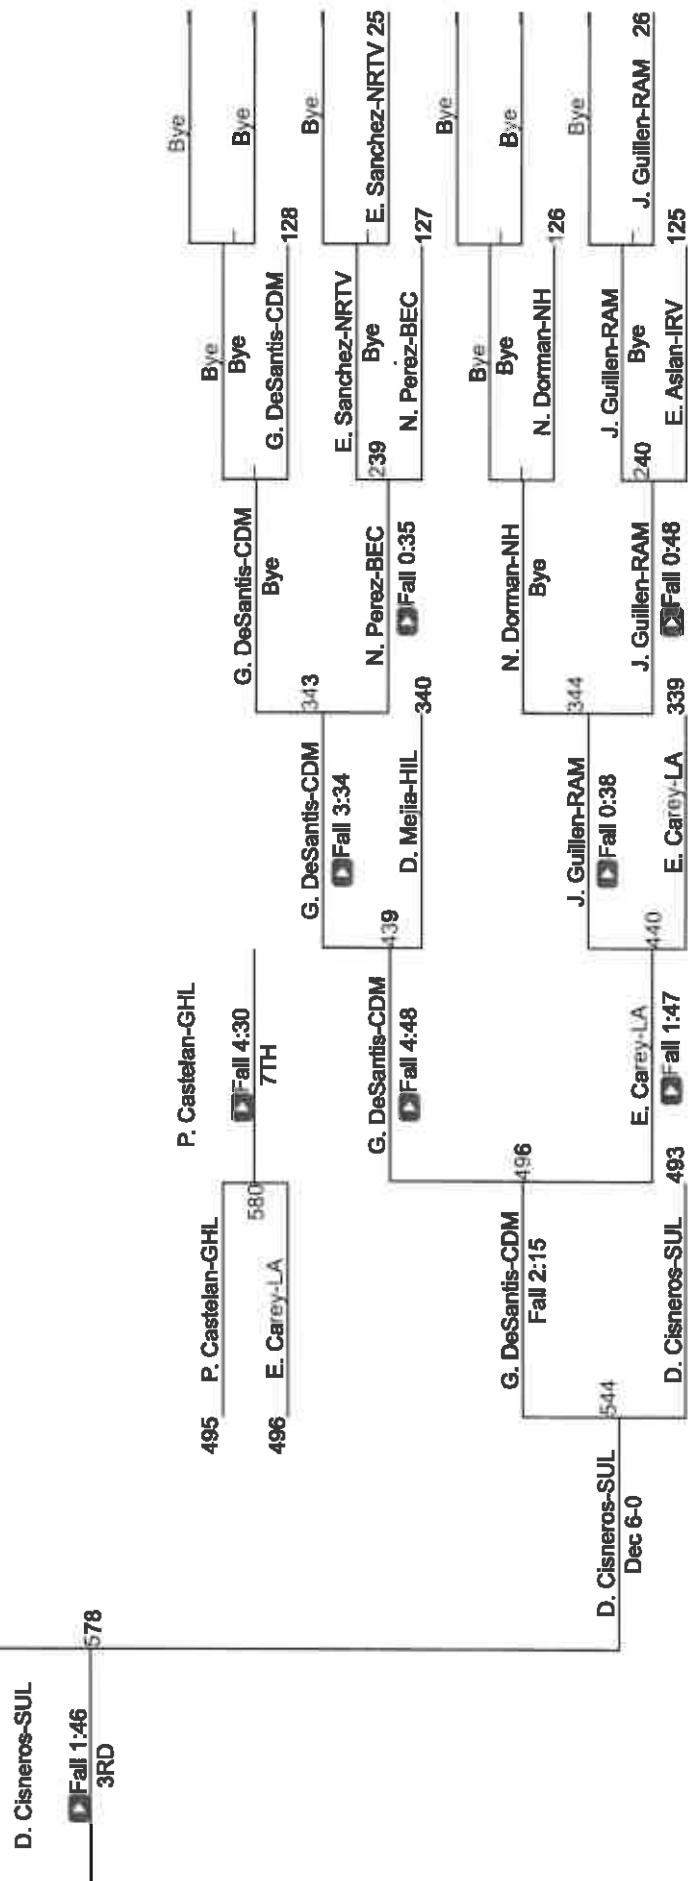 D. Cisneros-SUL
Fall 1:46
3RD
578
D. Cisneros-SUL
Dec 6-0
544
495 P. Castelan-GHL
496 E. Carey-LA
580
P. Castelan-GHL
Fall 4:30
7TH
G. DeSantis-CDM
Fall 2:15
D. Cisneros-SUL 493
496
G. DeSantis-CDM
Fall 4:48
E. Carey-LA
Fall 1:47
439
440
G. DeSantis-CDM
Fall 3:34
D. Mejia-HIL 340
J. Guillen-RAM
Fall 0:38
E. Carey-LA 339
343
344
G. DeSantis-CDM
Bye
N. Perez-BEC
Fall 0:35
N. Dorman-NH
Bye
J. Guillen-RAM
Fall 0:48
239
240
Bye
Bye
G. DeSantis-CDM 128
E. Sanchez-NRTV
Bye
N. Perez-BEC 127
Bye
Bye
N. Dorman-NH 126
J. Guillen-RAM
Bye
E. Aslan-IRV 125
Bye
Bye
Bye
E. Sanchez-NRTV 25
Bye
Bye
Bye
J. Guillen-RAM 26